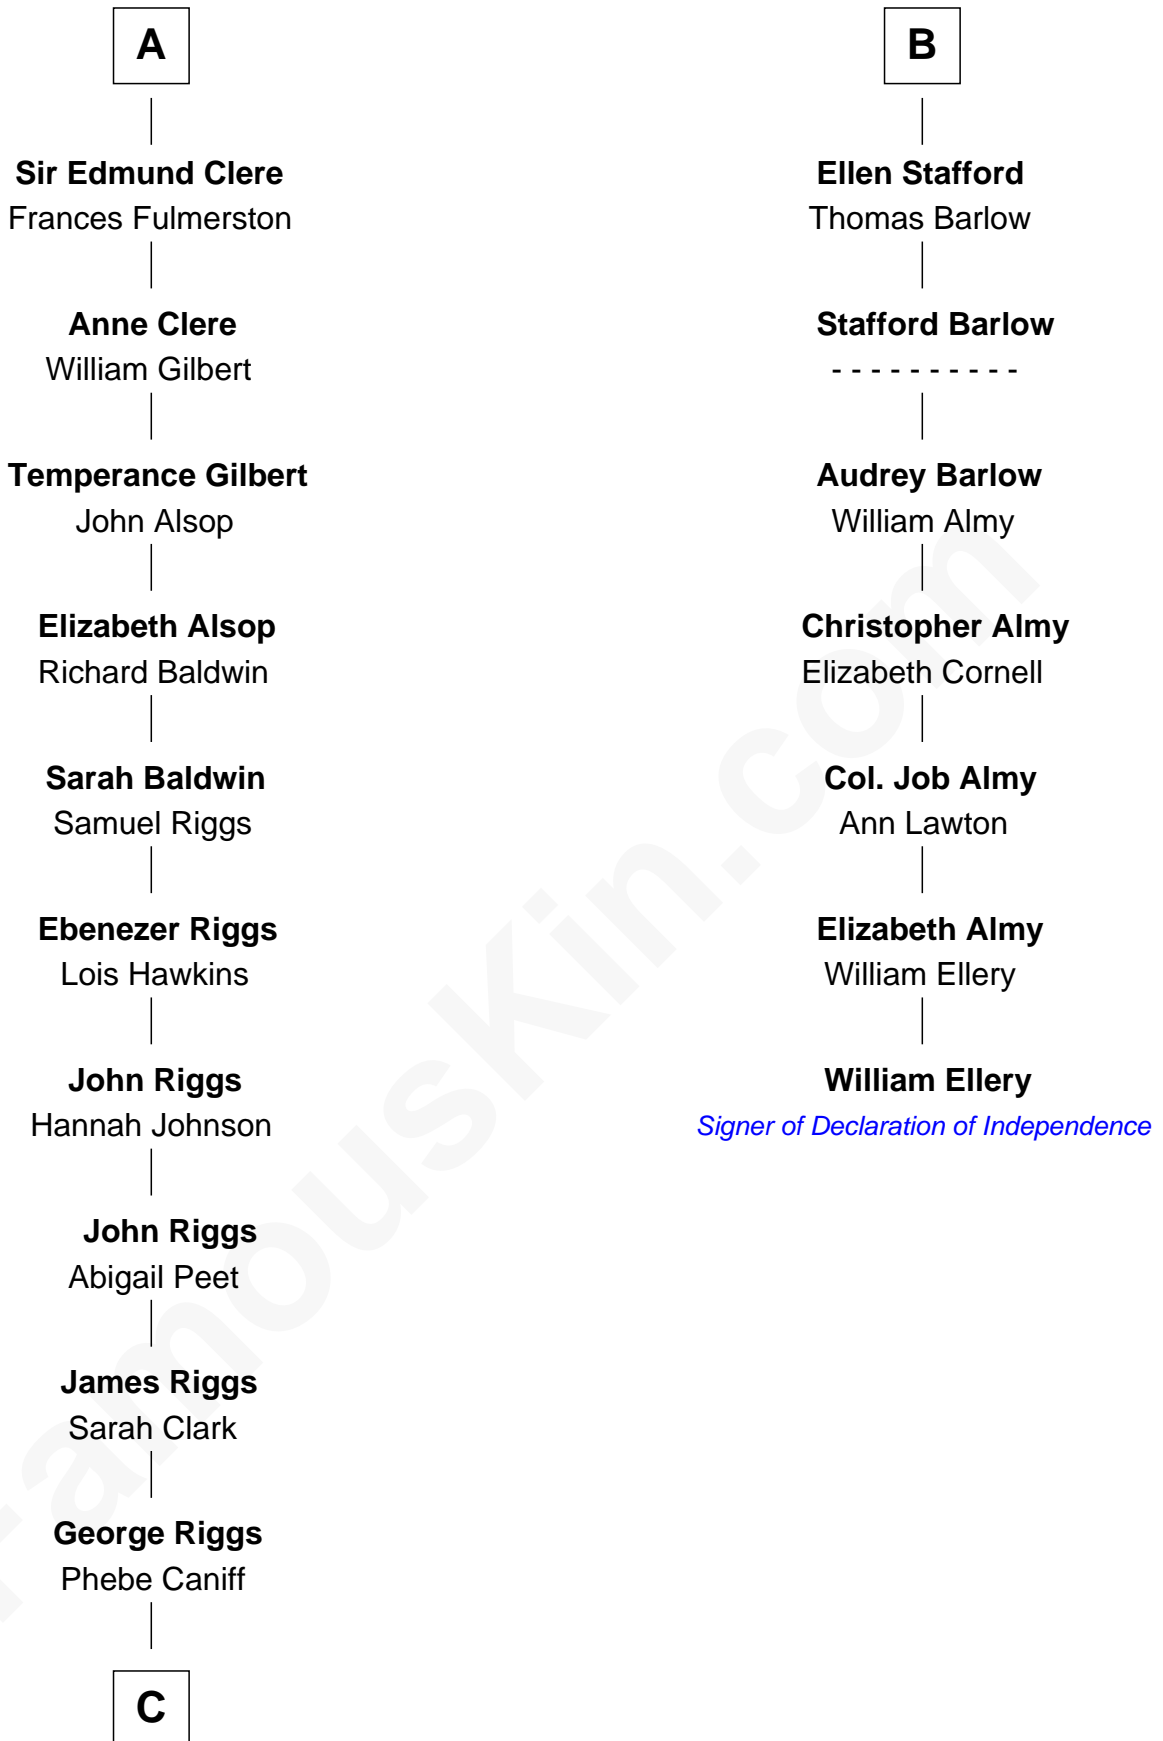 A
Sir Edmund Clere
Frances Fulmerston
Anne Clere
William Gilbert
Temperance Gilbert
John Alsop
Elizabeth Alsop
Richard Baldwin
Sarah Baldwin
Samuel Riggs
Ebenezer Riggs
Lois Hawkins
John Riggs
Hannah Johnson
John Riggs
Abigail Peet
James Riggs
Sarah Clark
George Riggs
Phebe Caniff
C
B
Ellen Stafford
Thomas Barlow
Stafford Barlow
- - - - - - - - - -
Audrey Barlow
William Almy
Christopher Almy
Elizabeth Cornell
Col. Job Almy
Ann Lawton
Elizabeth Almy
William Ellery
William Ellery
Signer of Declaration of Independence
FamousKin.com